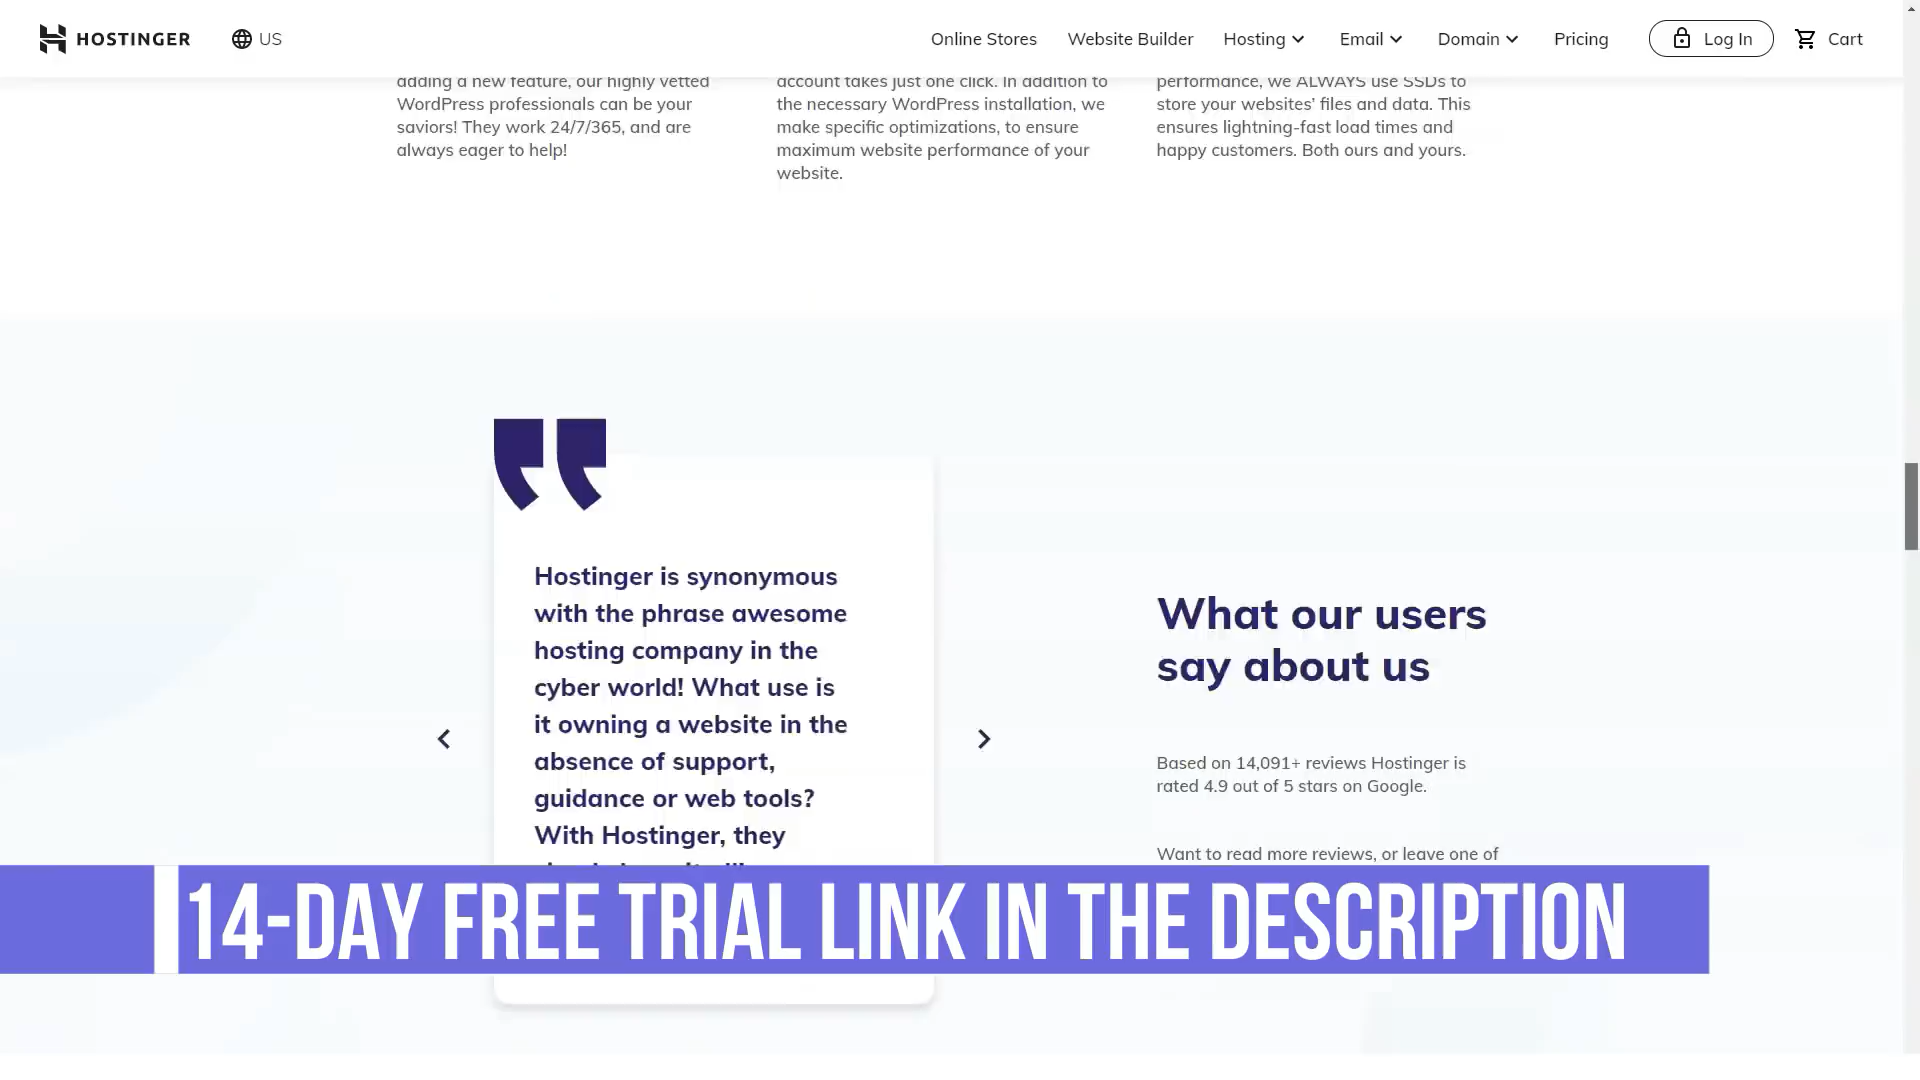 HOSTINGER
US
Online Stores
Website Builder
Hosting
Email
Domain
Pricing
Log In
Cart
adding a new feature, our highly vetted
WordPress professionals can be your
saviors! They work 24/7/365, and are
always eager to help!
account takes just one click. In addition to
the necessary WordPress installation, we
make specific optimizations, to ensure
maximum website performance of your
website.
performance, we ALWAYS use SSDs to
store your websites' files and data. This
ensures lightning-fast load times and
happy customers. Both ours and yours.
Hostinger is synonymous
with the phrase awesome
hosting company in the
cyber world! What use is
it owning a website in the
absence of support,
guidance or web tools?
With Hostinger, they
What our users
say about us
Based on 14,091+ reviews Hostinger is
rated 4.9 out of 5 stars on Google.
Want to read more reviews, or leave one of
14-DAY FREE TRIAL LINK IN THE DESCRIPTION